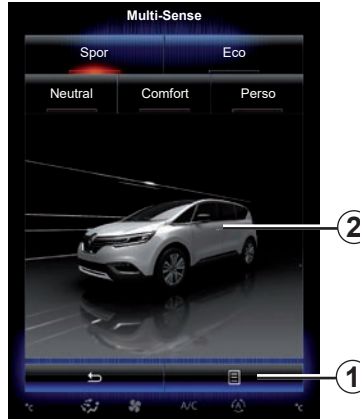 Multi-Sense
Spor Eco
Neutral Comfort Perso
2
1
°c A/C °c